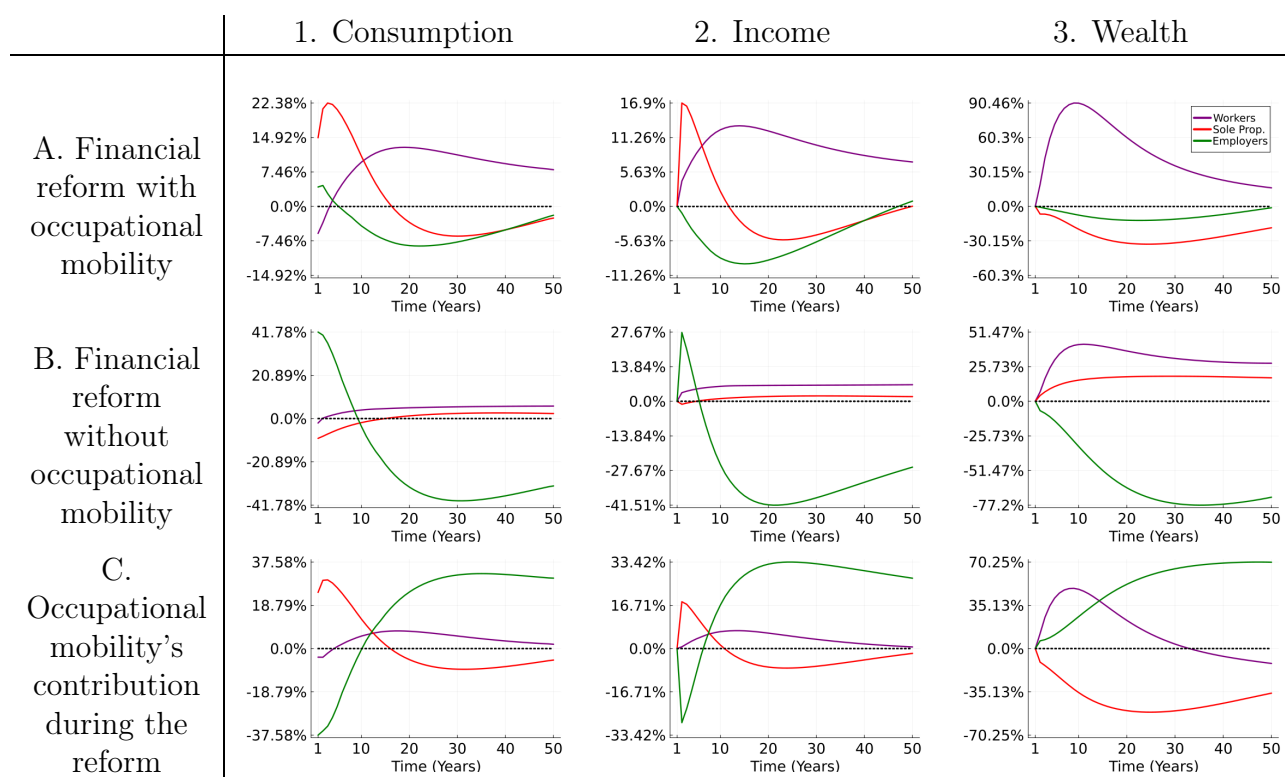 1. Consumption
2. Income
3. Wealth
A. Financial
reform with
occupational
mobility
22.38%
14.92%
7.46%
0.0%
-7.46%
-14.92%
1 10 20 30 40 50
Time (Years)
16.9%
11.26%
5.63%
0.0%
-5.63%
-11.26%
1 10 20 30 40 50
Time (Years)
90.46%
60.3%
30.15%
0.0%
-30.15%
-60.3%
1 10 20 30 40 50
Time (Years)
Workers
Sole Prop.
Employers
B. Financial
reform
without
occupational
mobility
41.78%
20.89%
0.0%
-20.89%
-41.78%
1 10 20 30 40 50
Time (Years)
27.67%
13.84%
0.0%
-13.84%
-27.67%
-41.51%
1 10 20 30 40 50
Time (Years)
51.47%
25.73%
0.0%
-25.73%
-51.47%
-77.2%
1 10 20 30 40 50
Time (Years)
C.
Occupational
mobility's
contribution
during the
reform
37.58%
18.79%
0.0%
-18.79%
-37.58%
1 10 20 30 40 50
Time (Years)
33.42%
16.71%
0.0%
-16.71%
-33.42%
1 10 20 30 40 50
Time (Years)
70.25%
35.13%
0.0%
-35.13%
-70.25%
1 10 20 30 40 50
Time (Years)